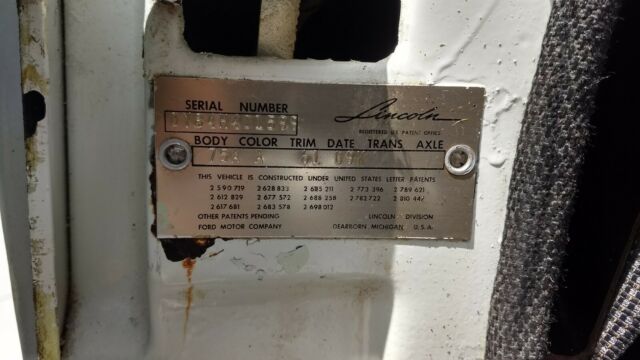 SERIAL NUMBER
Lincoln
REGISTERED U.S. PATENT OFFICE
BODY COLOR TRIM DATE TRANS AXLE
A
THIS VEHICLE IS CONSTRUCTED UNDER UNITED STATES LETTER PATENTS
2 590 719 2 628 833 2 685 211 2 773 396 2 789 621
2 612 829 2 677 572 2 688 258 2 782 722 2 810 447
2 617 681 2 683 578 2 698 012
OTHER PATENTS PENDING LINCOLN DIVISION
FORD MOTOR COMPANY DEARBORN MICHIGAN U.S.A.